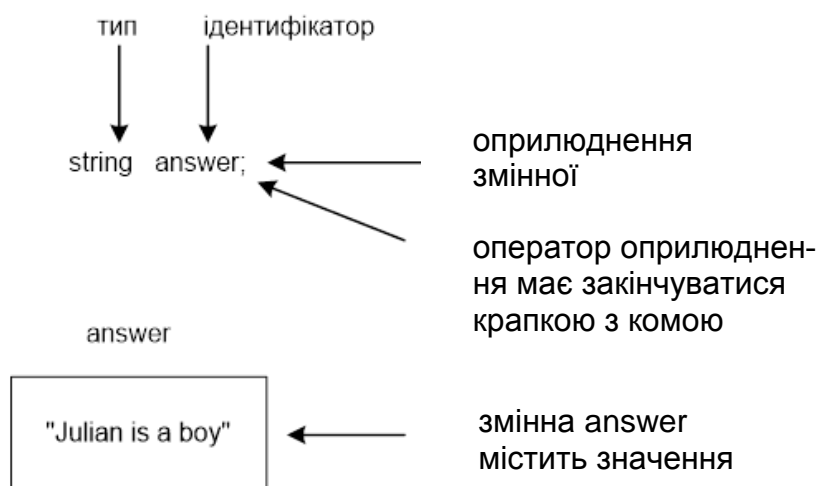 тип ідентифікатор
string answer;
оприлюднення
змінної
оператор оприлюднен-
ня має закінчуватися
крапкою з комою
answer
"Julian is a boy"
змінна answer
містить значення